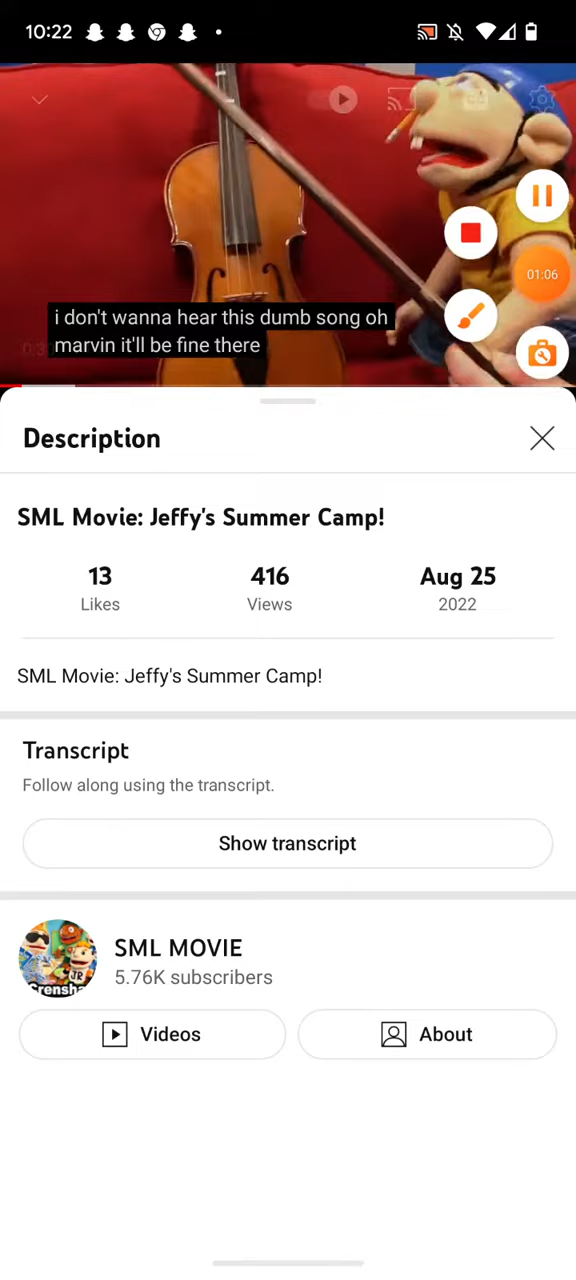 10:22
i don't wanna hear this dumb song oh
marvin it'll be fine there
01:06
Description
SML Movie: Jeffy's Summer Camp!
13
Likes
416
Views
Aug 25
2022
SML Movie: Jeffy's Summer Camp!
Transcript
Follow along using the transcript.
Show transcript
SML MOVIE
5.76K subscribers
JR
Videos
About